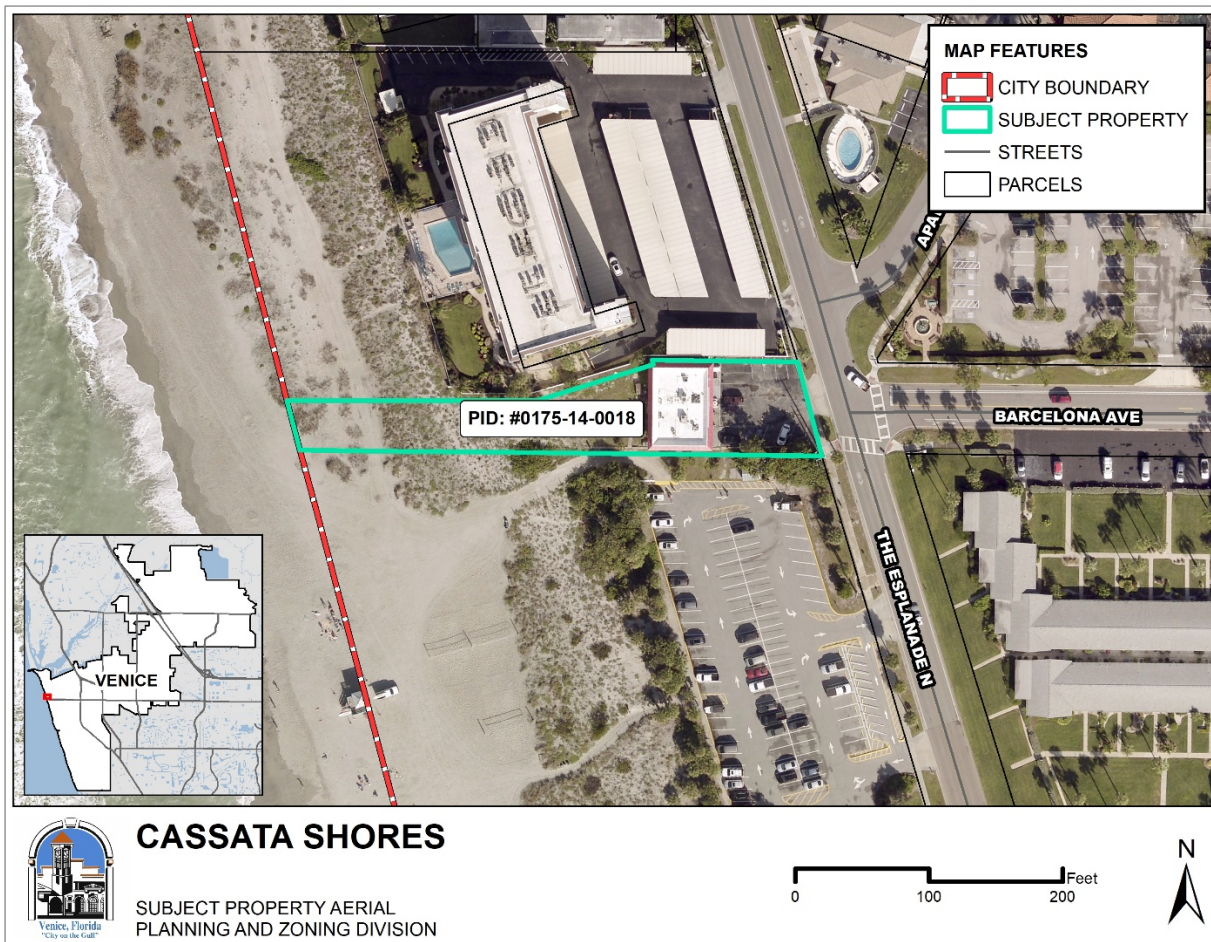 MAP FEATURES
CITY BOUNDARY
SUBJECT PROPERTY
STREETS
PARCELS
PID: #0175-14-0018
BARCELONA AVE
THE ESPLANADE N
VENICE
CASSATA SHORES
SUBJECT PROPERTY AERIAL
PLANNING AND ZONING DIVISION
Venice, Florida
"City on the Gulf"
Feet
0 100 200
N